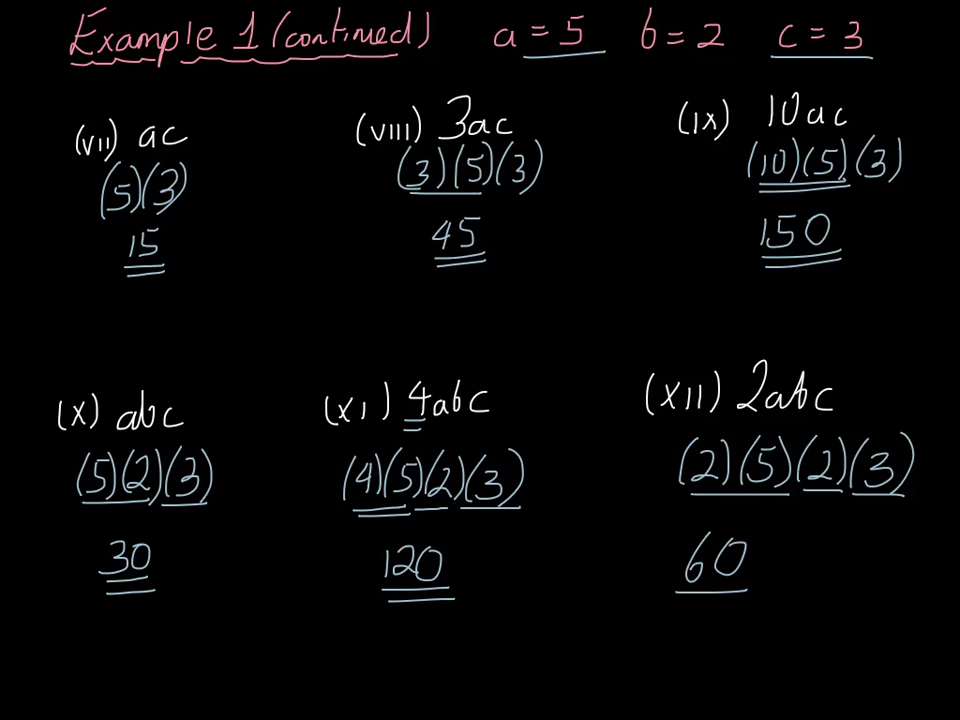 Example 1 (continued) a = 5 b = 2 c = 3
(vii) ac (viii) 3ac (ix) 10ac
(5)(3) (3)(5)(3) (10)(5)(3)
15 45 150
(x) abc (xi) 4abc (xii) 2abc
(5)(2)(3) (4)(5)(2)(3) (2)(5)(2)(3)
30 120 60